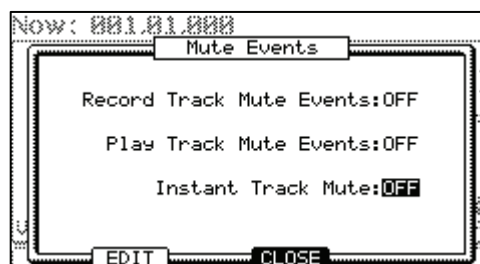 Now: 001.01.000
Mute Events
Record Track Mute Events:OFF
Play Track Mute Events:OFF
Instant Track Mute:OFF
EDIT CLOSE